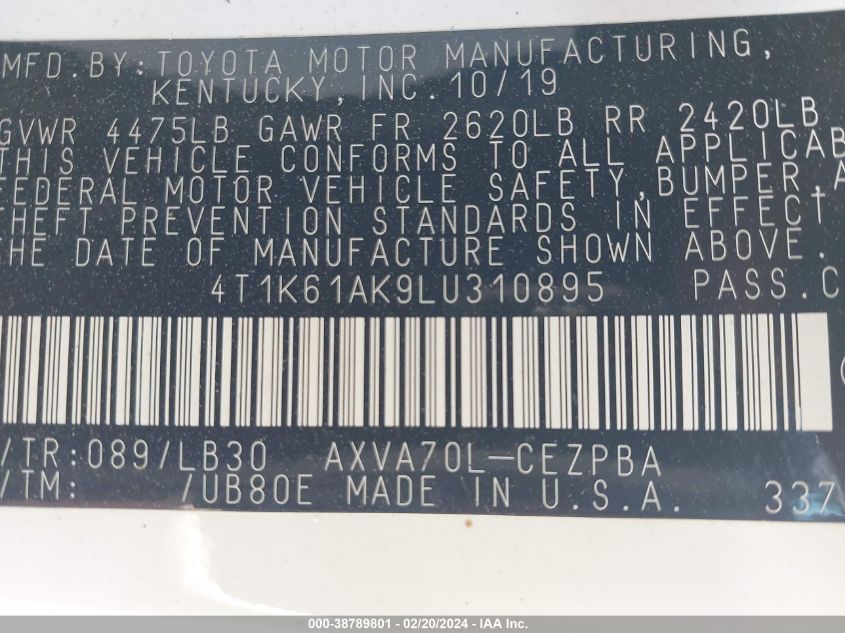 MFD.BY:TOYOTA MOTOR MANUFACTURING,
KENTUCKY,INC. 10/19
GVWR 4475LB GAWR FR 2620LB RR 2420LB
THIS VEHICLE CONFORMS TO ALL APPLICAB
FEDERAL MOTOR VEHICLE SAFETY,BUMPER,A
THEFT PREVENTION STANDARDS IN EFFECT
THE DATE OF MANUFACTURE SHOWN ABOVE.
4T1K61AK9LU310895 PASS.C
/TR:089/LB30 AXVA70L-CEZPBA
/TM: /UB80E MADE IN U.S.A. 337
000-38789801 - 02/20/2024 - IAA Inc.